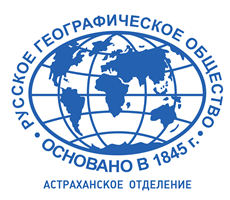 • РУССКОЕ ГЕОГРАФИЧЕСКОЕ ОБЩЕСТВО •
ОСНОВАНО В 1845 г.
АСТРАХАНСКОЕ ОТДЕЛЕНИЕ